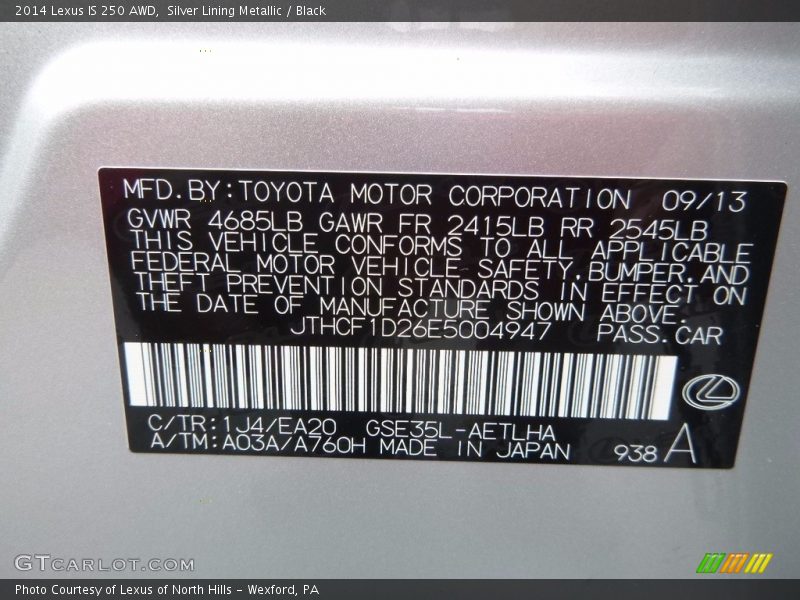 2014 Lexus IS 250 AWD,  Silver Lining Metallic / Black
MFD.BY:TOYOTA MOTOR CORPORATION 09/13
GVWR 4685LB GAWR FR 2415LB RR 2545LB
THIS VEHICLE CONFORMS TO ALL APPLICABLE
FEDERAL MOTOR VEHICLE SAFETY,BUMPER,AND
THEFT PREVENTION STANDARDS IN EFFECT ON
THE DATE OF MANUFACTURE SHOWN ABOVE.
JTHCF1D26E5004947 PASS.CAR
C/TR:1J4/EA20 GSE35L-AETLHA
A/TM:A03A/A760H MADE IN JAPAN 938 A
GTCARLOT.COM
Photo Courtesy of Lexus of North Hills - Wexford, PA